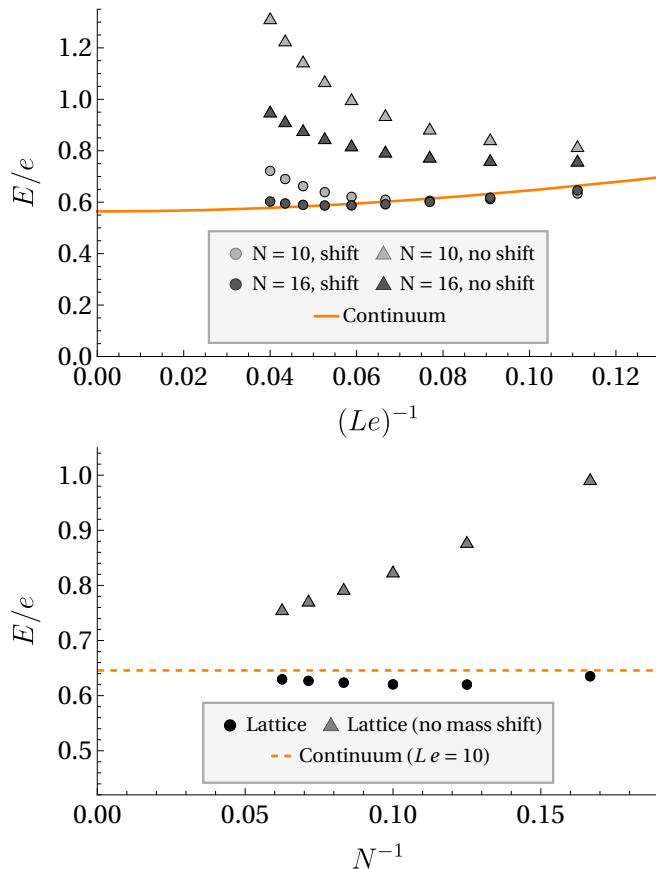 1.2
1.0
0.8
0.6
0.4
0.2
0.0
E/e
N = 10, shift N = 10, no shift
N = 16, shift N = 16, no shift
Continuum
0.00 0.02 0.04 0.06 0.08 0.10 0.12
(Le)⁻¹
1.0
0.9
0.8
0.7
0.6
0.5
E/e
Lattice Lattice (no mass shift)
Continuum (L e = 10)
0.00 0.05 0.10 0.15
N⁻¹